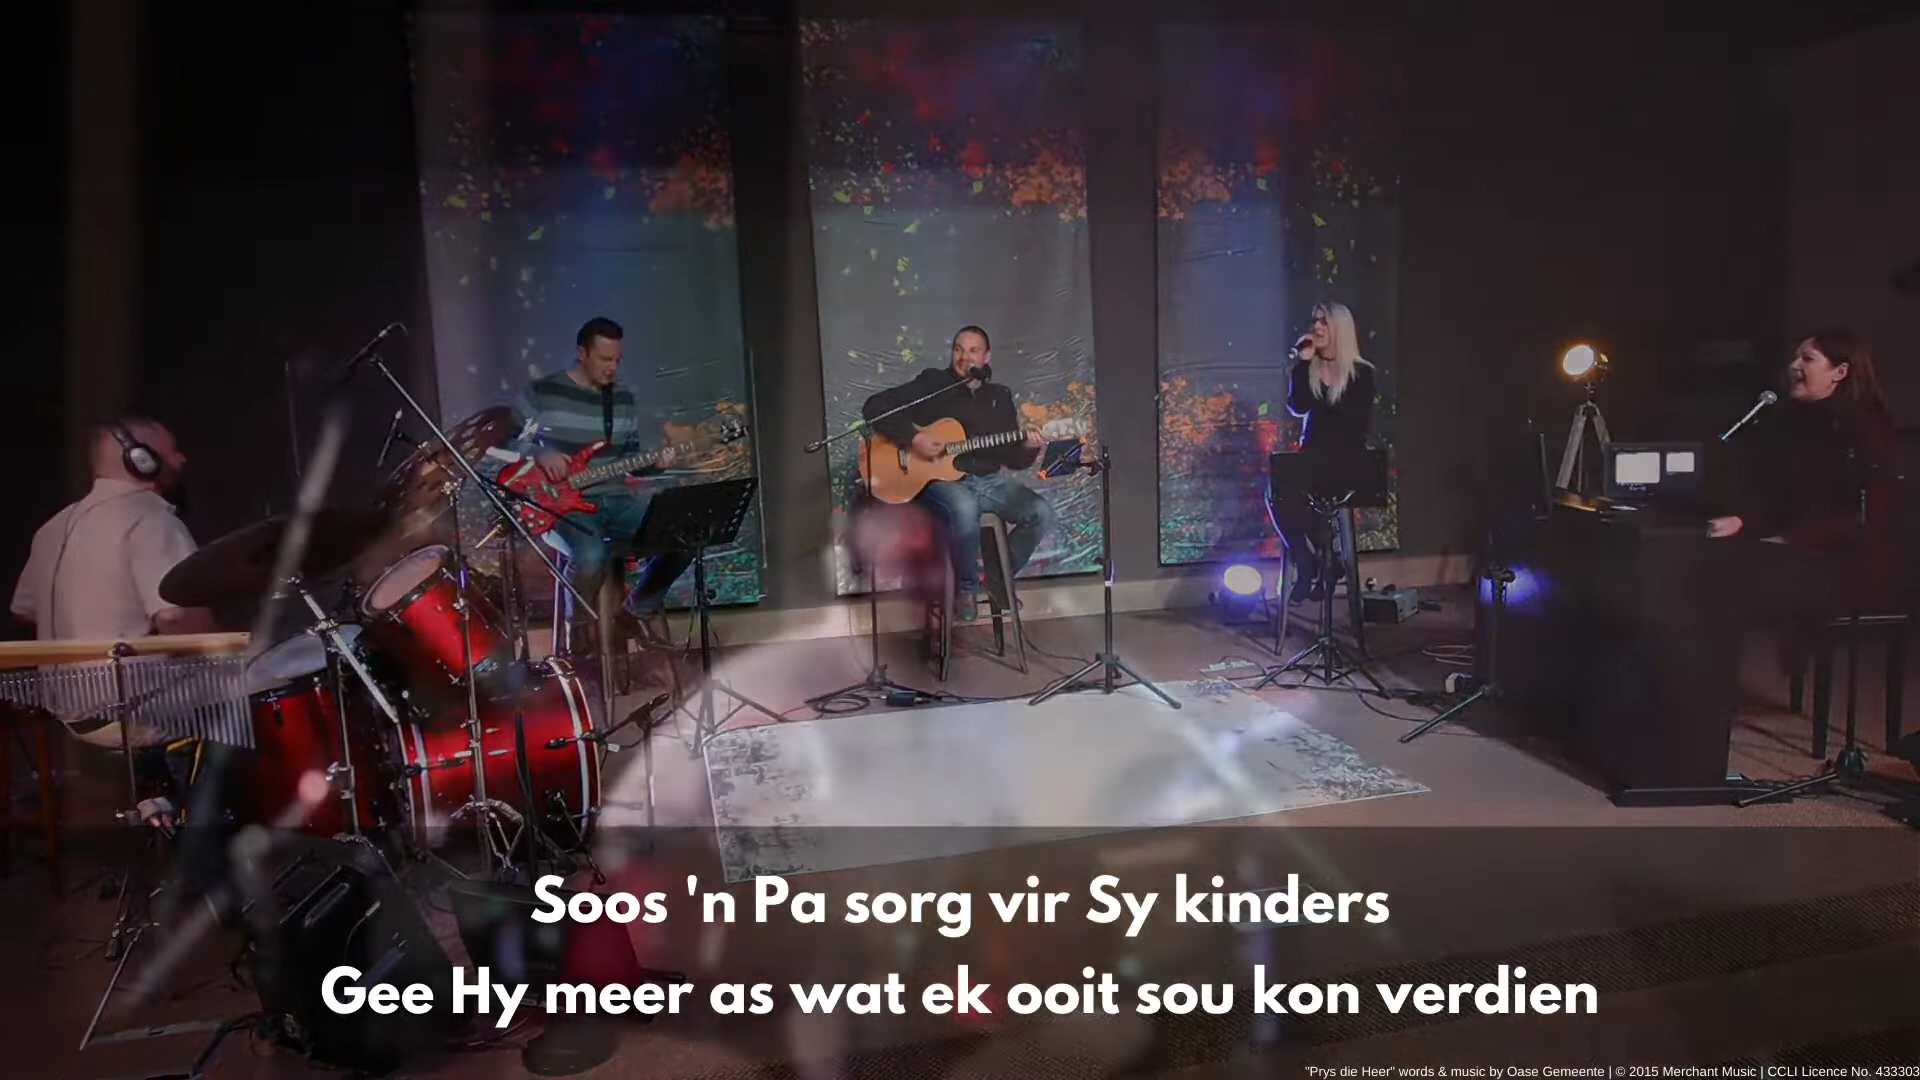 Soos 'n Pa sorg vir Sy kinders
Gee Hy meer as wat ek ooit sou kon verdien
"Prys die Heer" words & music by Oase Gemeente | © 2015 Merchant Music | CCLI Licence No. 433303